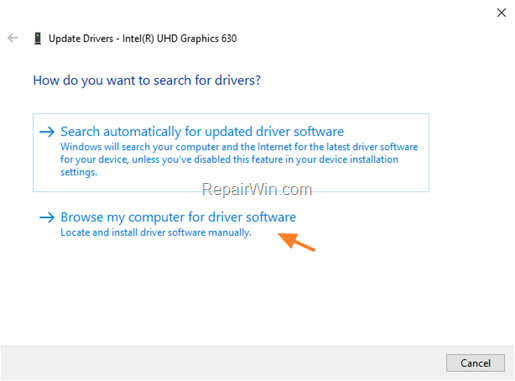 Update Drivers - Intel(R) UHD Graphics 630
How do you want to search for drivers?
Search automatically for updated driver software
Windows will search your computer and the Internet for the latest driver software
for your device, unless you've disabled this feature in your device installation
settings.
RepairWin.com
Browse my computer for driver software
Locate and install driver software manually.
Cancel